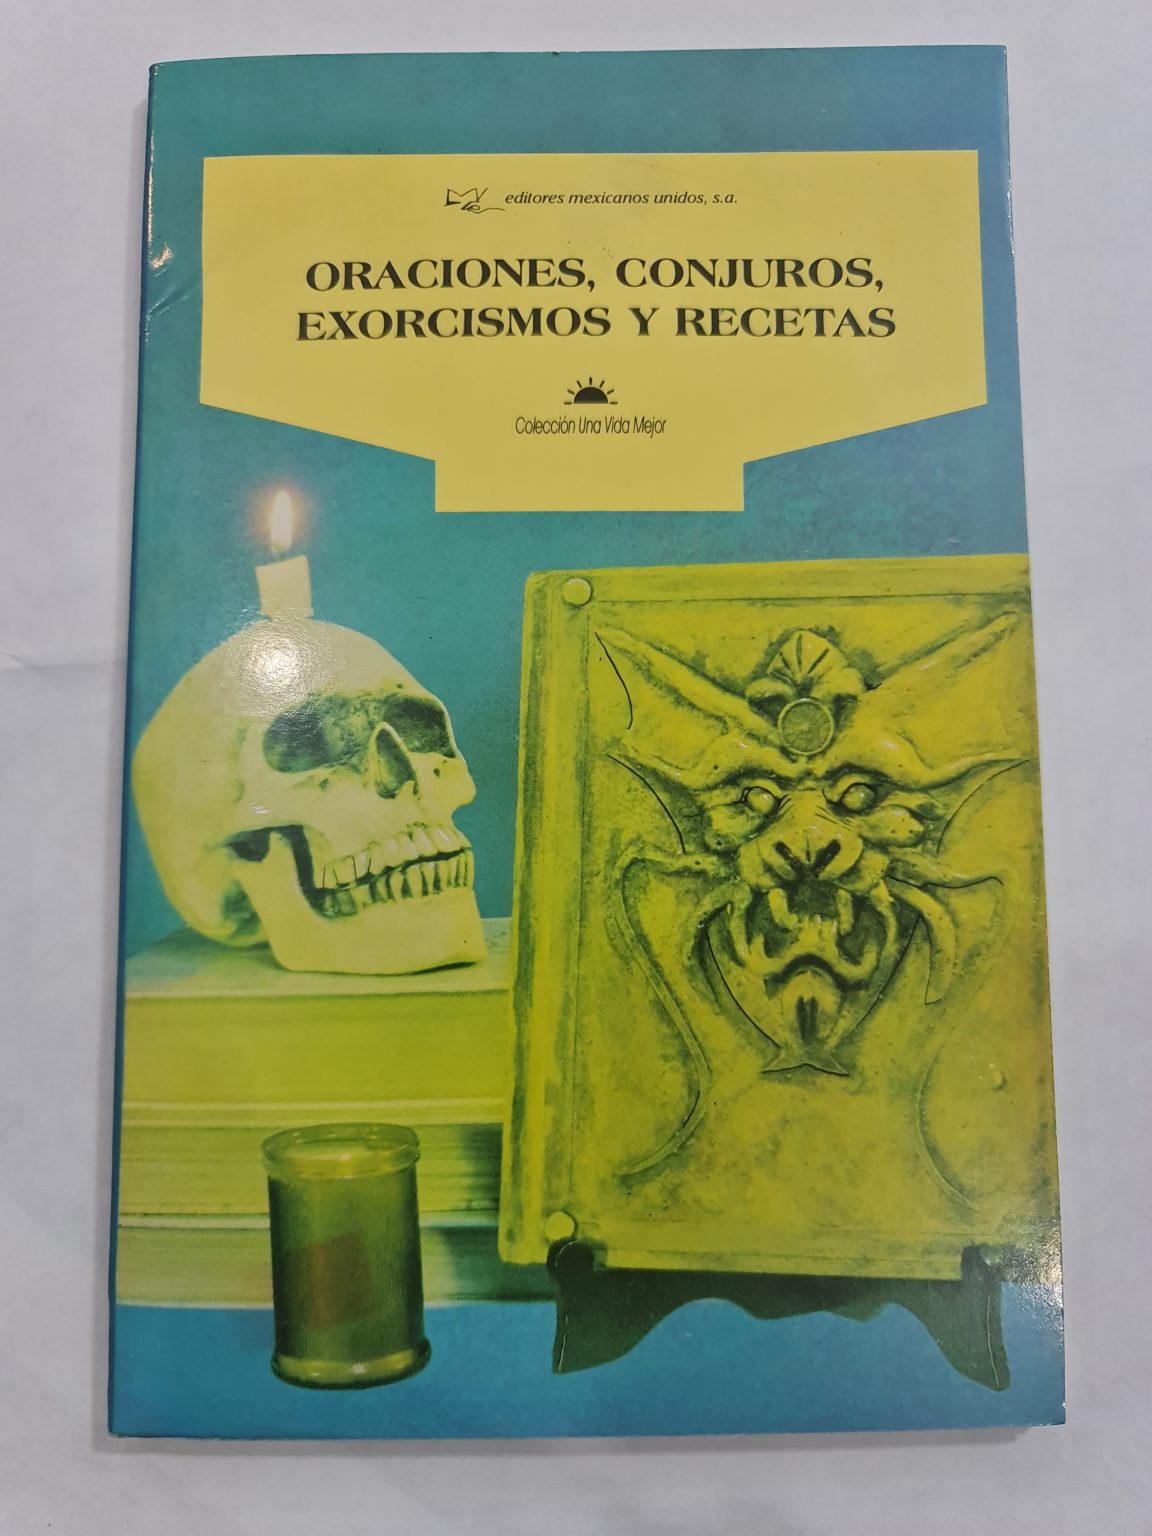 editores mexicanos unidos, s.a.
ORACIONES, CONJUROS,
EXORCISMOS Y RECETAS
Colección Una Vida Mejor